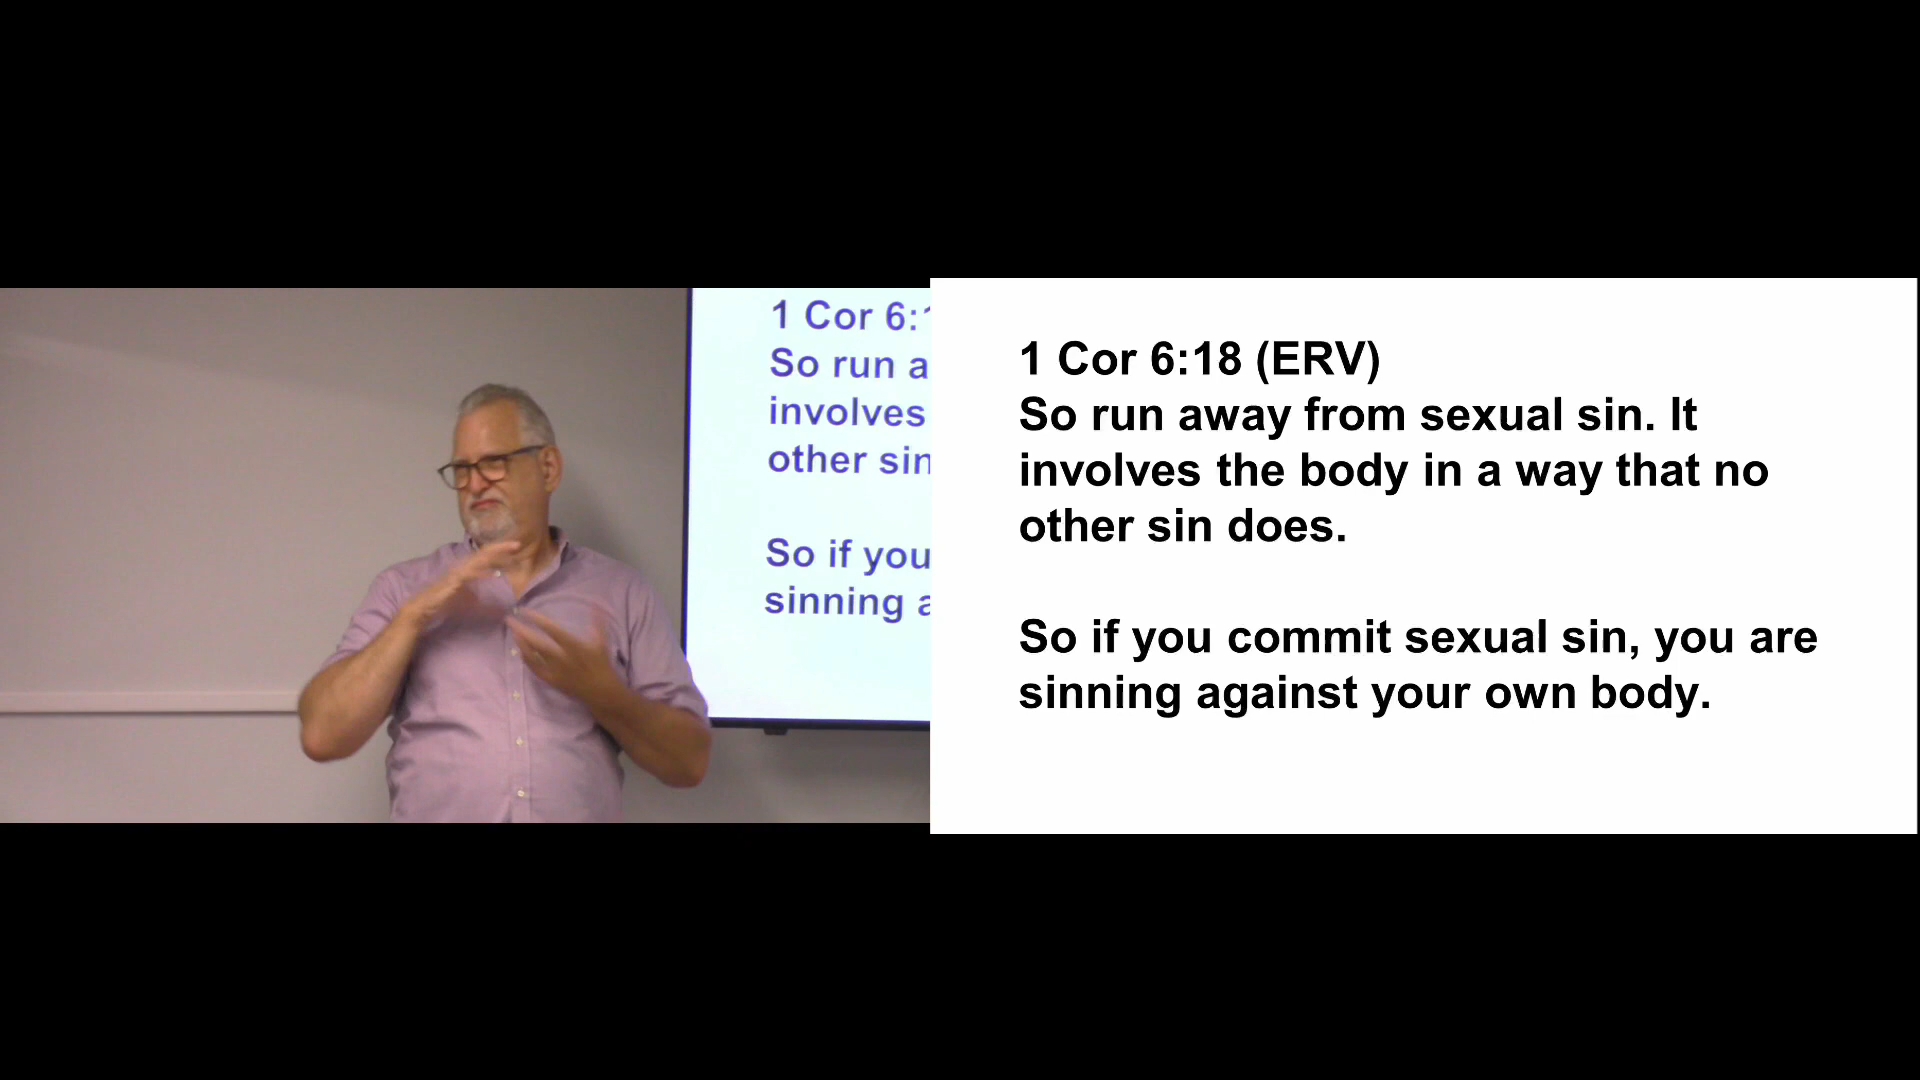 1 Cor 6:1
So run a
involves
other sin
So if you
sinning a
1 Cor 6:18 (ERV)
So run away from sexual sin. It
involves the body in a way that no
other sin does.
So if you commit sexual sin, you are
sinning against your own body.